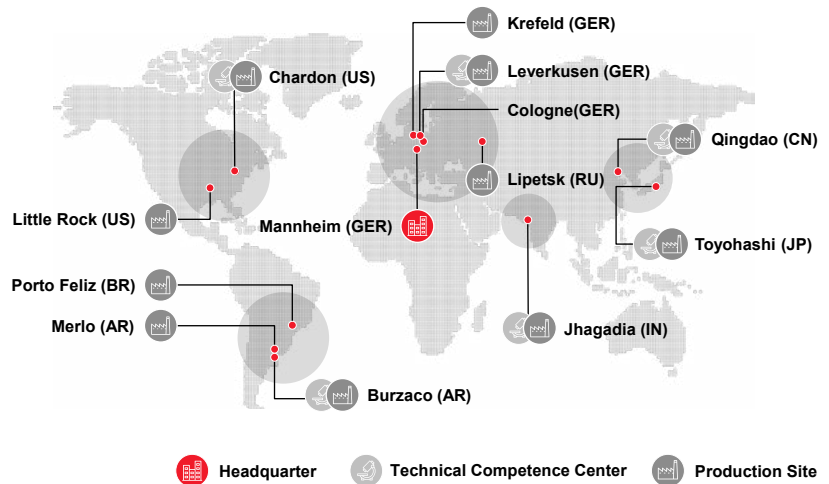 Krefeld (GER)
Chardon (US)
Leverkusen (GER)
Cologne(GER)
Qingdao (CN)
Lipetsk (RU)
Little Rock (US)
Mannheim (GER)
Toyohashi (JP)
Porto Feliz (BR)
Merlo (AR)
Jhagadia (IN)
Burzaco (AR)
Headquarter
Technical Competence Center
Production Site